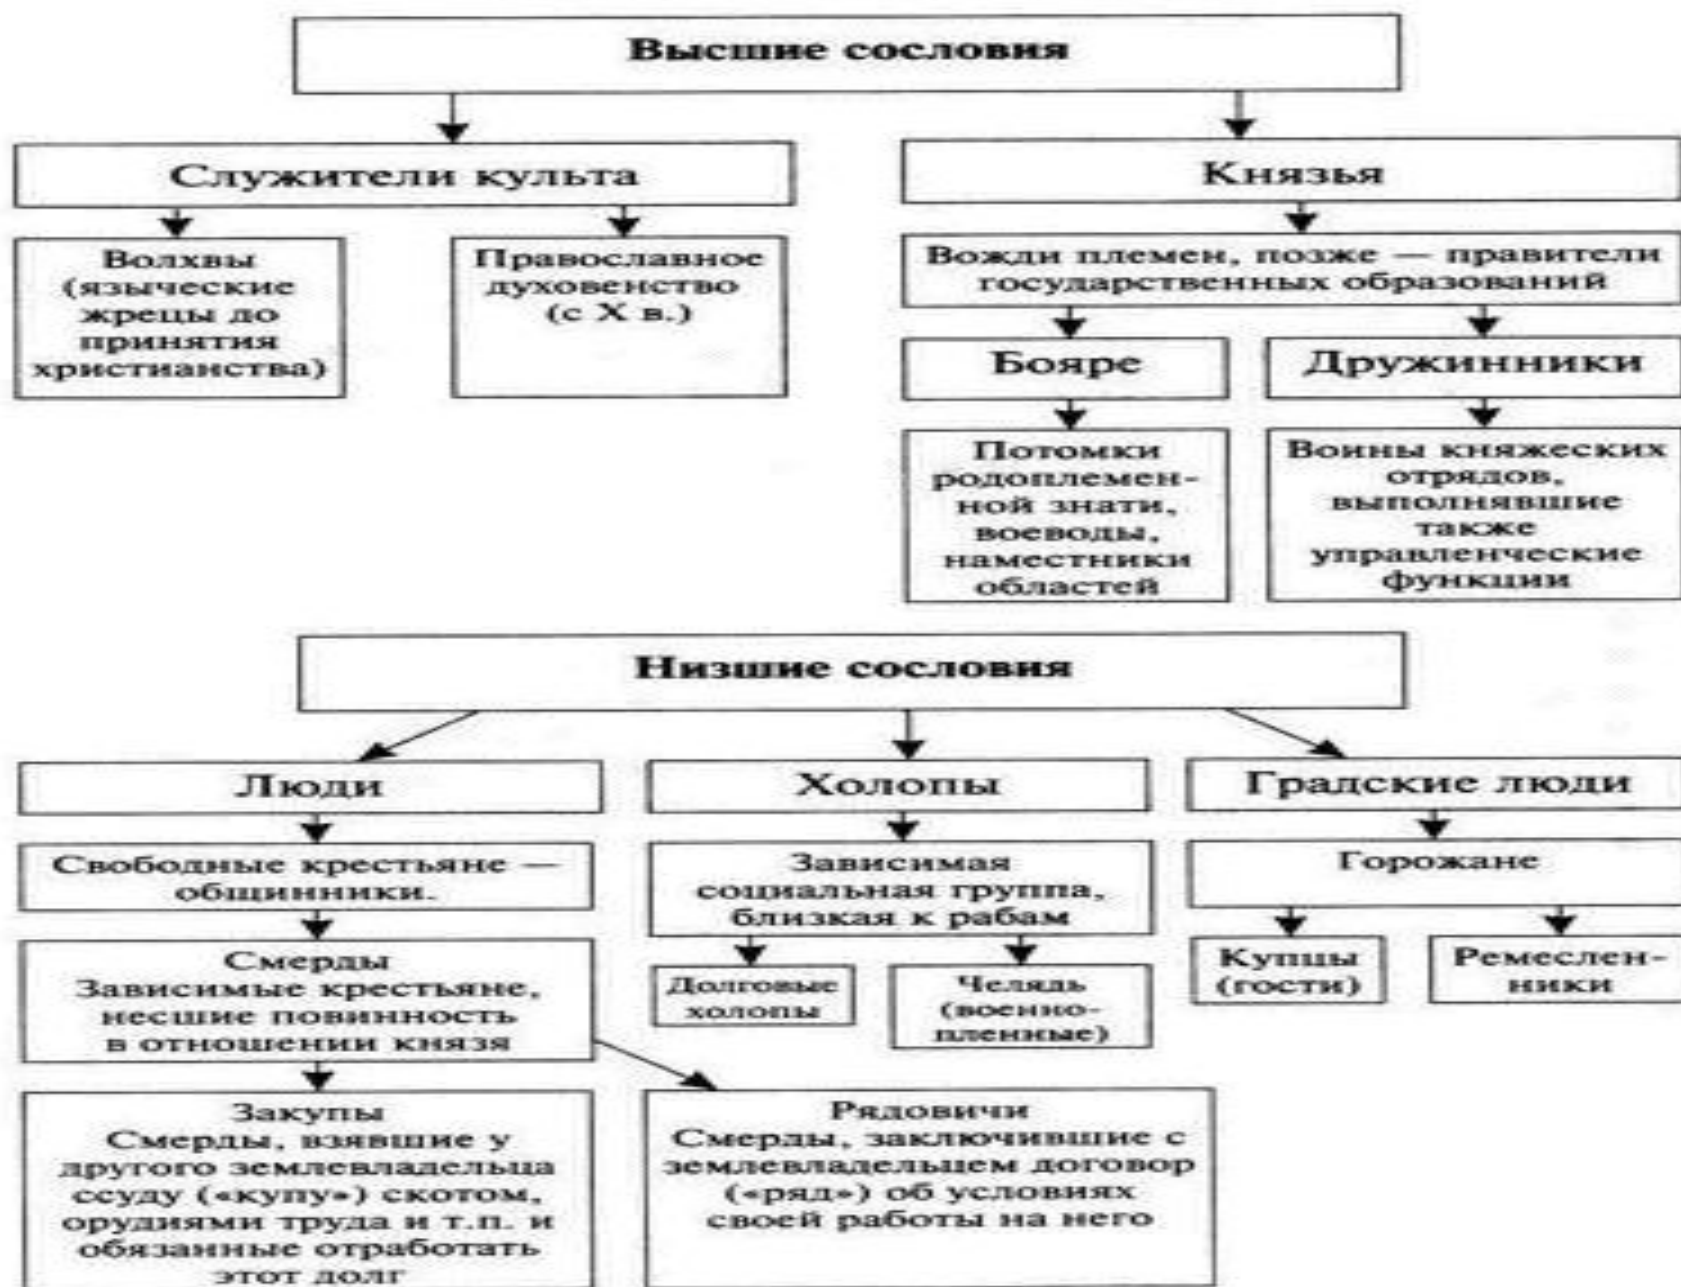 Высшие сословия
Служители культа
Князья
Волхвы
(языческие
жрецы до
принятия
христианства)
Православное
духовенство
(с X в.)
Вожди племен, позже — правители
государственных образований
Бояре
Дружинники
Потомки
родоплемен-
ной знати,
воеводы,
наместники
областей
Воины княжеских
отрядов,
выполнявшие
также
управленческие
функции
Низшие сословия
Люди
Холопы
Градские люди
Свободные крестьяне —
общинники.
Зависимая
социальная группа,
близкая к рабам
Горожане
Смерды
Зависимые крестьяне,
несшие повинность
в отношении князя
Долговые
холопы
Челядь
(военно-
пленные)
Купцы
(гости)
Ремеслен-
ники
Закупы
Смерды, взявшие у
другого землевладельца
ссуду («купу») скотом,
орудиями труда и т.п. и
обязанные отработать
этот долг
Рядовичи
Смерды, заключившие с
землевладельцем договор
(«ряд») об условиях
своей работы на него